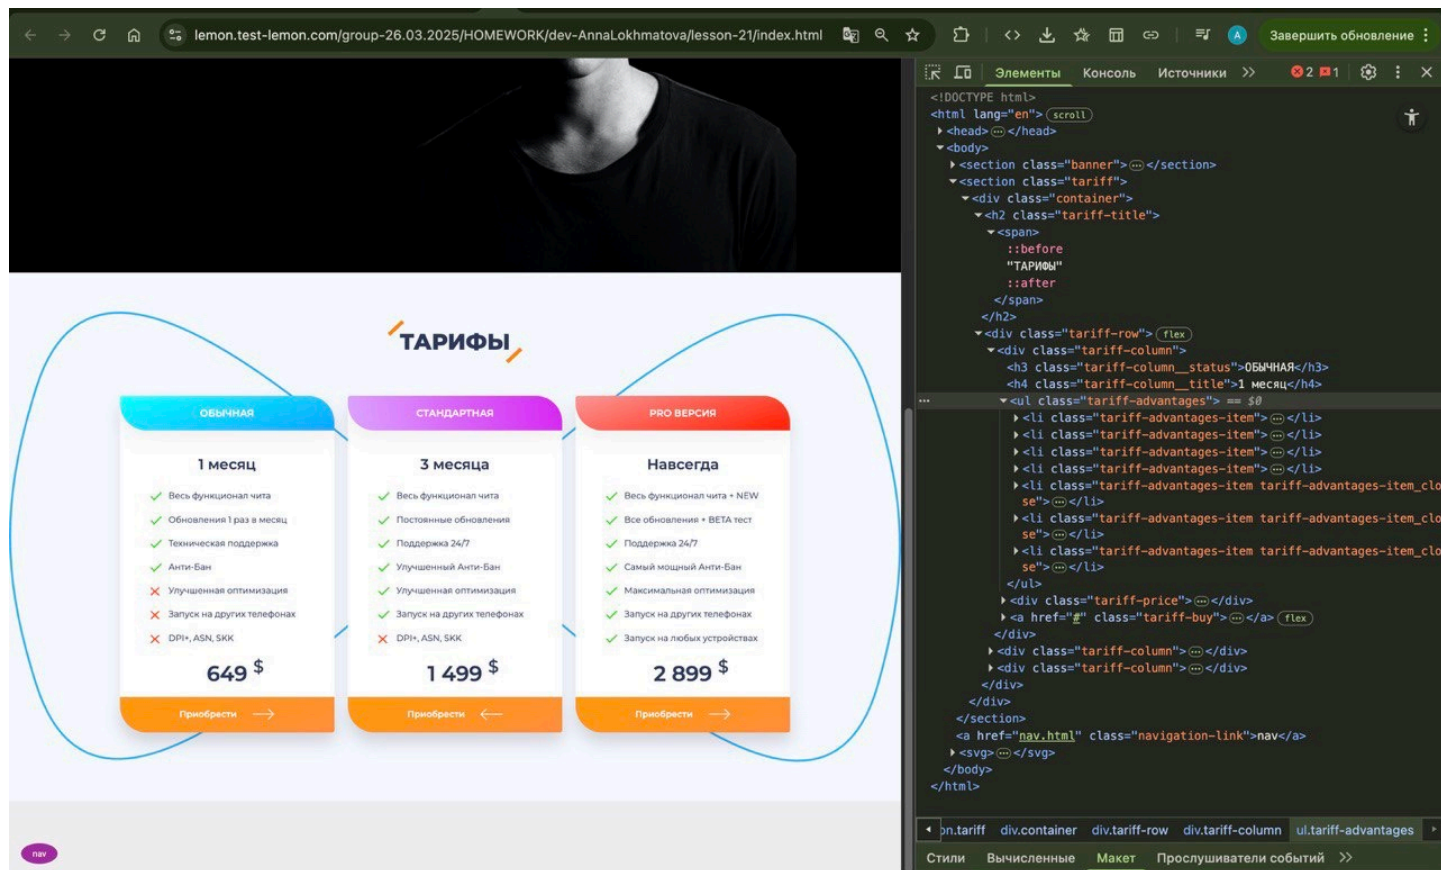 lemon.test-lemon.com/group-26.03.2025/HOMEWORK/dev-AnnaLokhmatova/lesson-21/index.html
A
Завершить обновление
ТАРИФЫ
ОБЫЧНАЯ
1 месяц
Весь функционал чита
Обновления 1 раз в месяц
Техническая поддержка
Анти-Бан
Улучшенная оптимизация
Запуск на других телефонах
DPI+, ASN, SKK
649 $
Приобрести
СТАНДАРТНАЯ
3 месяца
Весь функционал чита
Постоянные обновления
Поддержка 24/7
Улучшенный Анти-Бан
Улучшенная оптимизация
Запуск на других телефонах
DPI+, ASN, SKK
1 499 $
Приобрести
PRO ВЕРСИЯ
Навсегда
Весь функционал чита + NEW
Все обновления + BETA тест
Поддержка 24/7
Самый мощный Анти-Бан
Максимальная оптимизация
Запуск на других телефонах
Запуск на любых устройствах
2 899 $
Приобрести
nav
Элементы Консоль Источники 2 1
<!DOCTYPE html>
<html lang="en"> scroll
<head> ⋯ </head>
<body>
<section class="banner"> ⋯ </section>
<section class="tariff">
<div class="container">
<h2 class="tariff-title">
<span>
::before
"ТАРИФЫ"
::after
</span>
</h2>
<div class="tariff-row"> flex
<div class="tariff-column">
<h3 class="tariff-column__status">ОБЫЧНАЯ</h3>
<h4 class="tariff-column__title">1 месяц</h4>
<ul class="tariff-advantages"> == $0
<li class="tariff-advantages-item"> ⋯ </li>
<li class="tariff-advantages-item"> ⋯ </li>
<li class="tariff-advantages-item"> ⋯ </li>
<li class="tariff-advantages-item"> ⋯ </li>
<li class="tariff-advantages-item tariff-advantages-item_clo
se"> ⋯ </li>
<li class="tariff-advantages-item tariff-advantages-item_clo
se"> ⋯ </li>
<li class="tariff-advantages-item tariff-advantages-item_clo
se"> ⋯ </li>
</ul>
<div class="tariff-price"> ⋯ </div>
<a href="#" class="tariff-buy"> ⋯ </a> flex
</div>
<div class="tariff-column"> ⋯ </div>
<div class="tariff-column"> ⋯ </div>
</div>
</div>
</section>
<a href="nav.html" class="navigation-link">nav</a>
<svg> ⋯ </svg>
</body>
</html>
on.tariff div.container div.tariff-row div.tariff-column ul.tariff-advantages
Стили Вычисленные Макет Прослушиватели событий